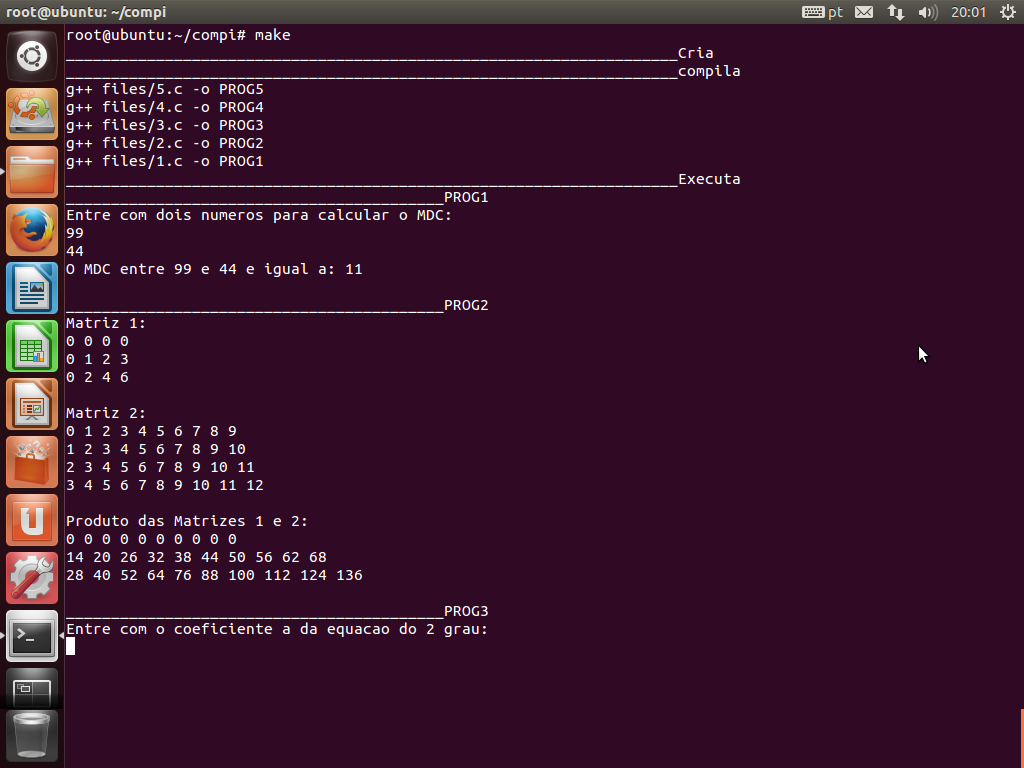 root@ubuntu: ~/compi
pt
20:01
root@ubuntu:~/compi# make
____________________________________________________________________Cria
____________________________________________________________________compila
g++ files/5.c -o PROG5
g++ files/4.c -o PROG4
g++ files/3.c -o PROG3
g++ files/2.c -o PROG2
g++ files/1.c -o PROG1
____________________________________________________________________Executa
__________________________________________PROG1
Entre com dois numeros para calcular o MDC:
99
44
O MDC entre 99 e 44 e igual a: 11
__________________________________________PROG2
Matriz 1:
0 0 0 0
0 1 2 3
0 2 4 6
Matriz 2:
0 1 2 3 4 5 6 7 8 9
1 2 3 4 5 6 7 8 9 10
2 3 4 5 6 7 8 9 10 11
3 4 5 6 7 8 9 10 11 12
Produto das Matrizes 1 e 2:
0 0 0 0 0 0 0 0 0 0
14 20 26 32 38 44 50 56 62 68
28 40 52 64 76 88 100 112 124 136
__________________________________________PROG3
Entre com o coeficiente a da equacao do 2 grau: